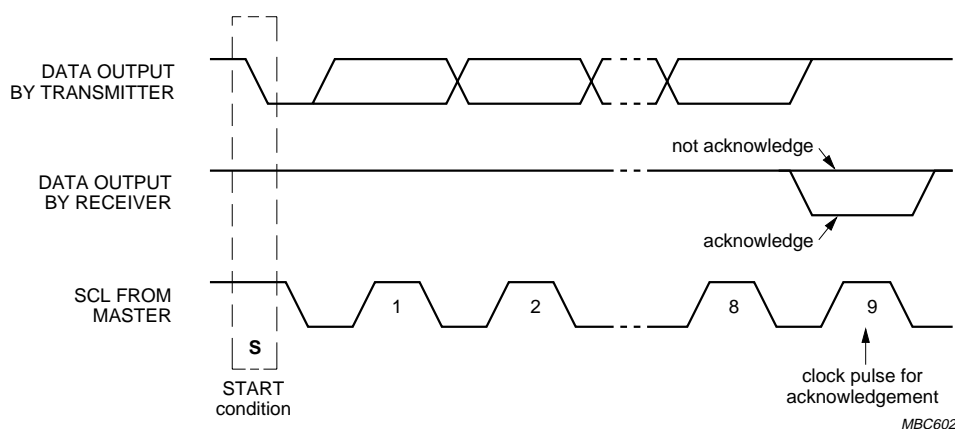 DATA OUTPUT
BY TRANSMITTER
not acknowledge
DATA OUTPUT
BY RECEIVER
acknowledge
SCL FROM
MASTER
1
2
8
9
S
START
condition
clock pulse for
acknowledgement
MBC602